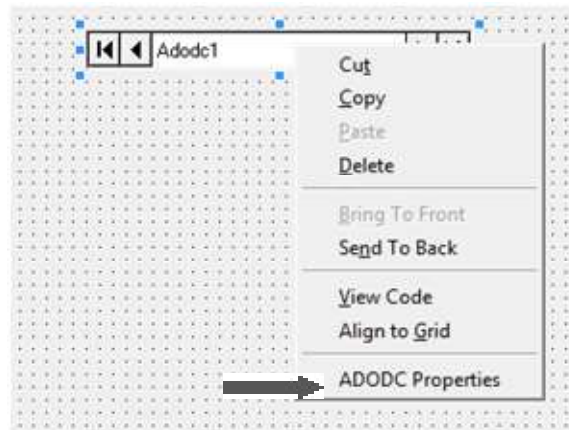 Adodc1
Cut
Copy
Paste
Delete
Bring To Front
Send To Back
View Code
Align to Grid
ADODC Properties